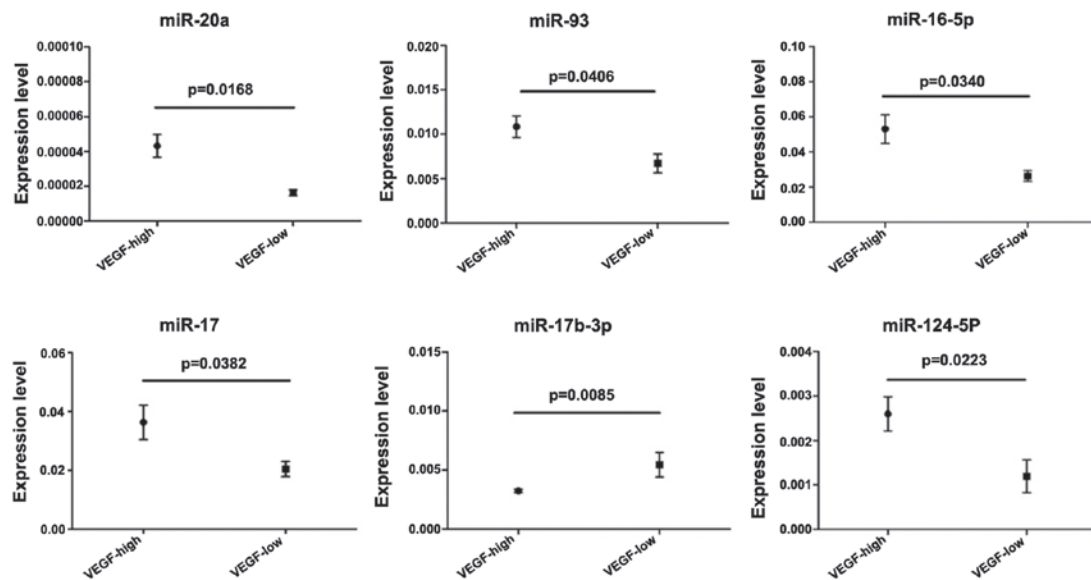 miR-20a
Expression level
0.00010
0.00008
0.00006
0.00004
0.00002
0.00000
p=0.0168
VEGF-high
VEGF-low
miR-93
Expression level
0.020
0.015
0.010
0.005
0.000
p=0.0406
VEGF-high
VEGF-low
miR-16-5p
Expression level
0.10
0.08
0.06
0.04
0.02
0.00
p=0.0340
VEGF-high
VEGF-low
miR-17
Expression level
0.06
0.04
0.02
0.00
p=0.0382
VEGF-high
VEGF-low
miR-17b-3p
Expression level
0.015
0.010
0.005
0.000
p=0.0085
VEGF-high
VEGF-low
miR-124-5P
Expression level
0.004
0.003
0.002
0.001
0.000
p=0.0223
VEGF-high
VEGF-low